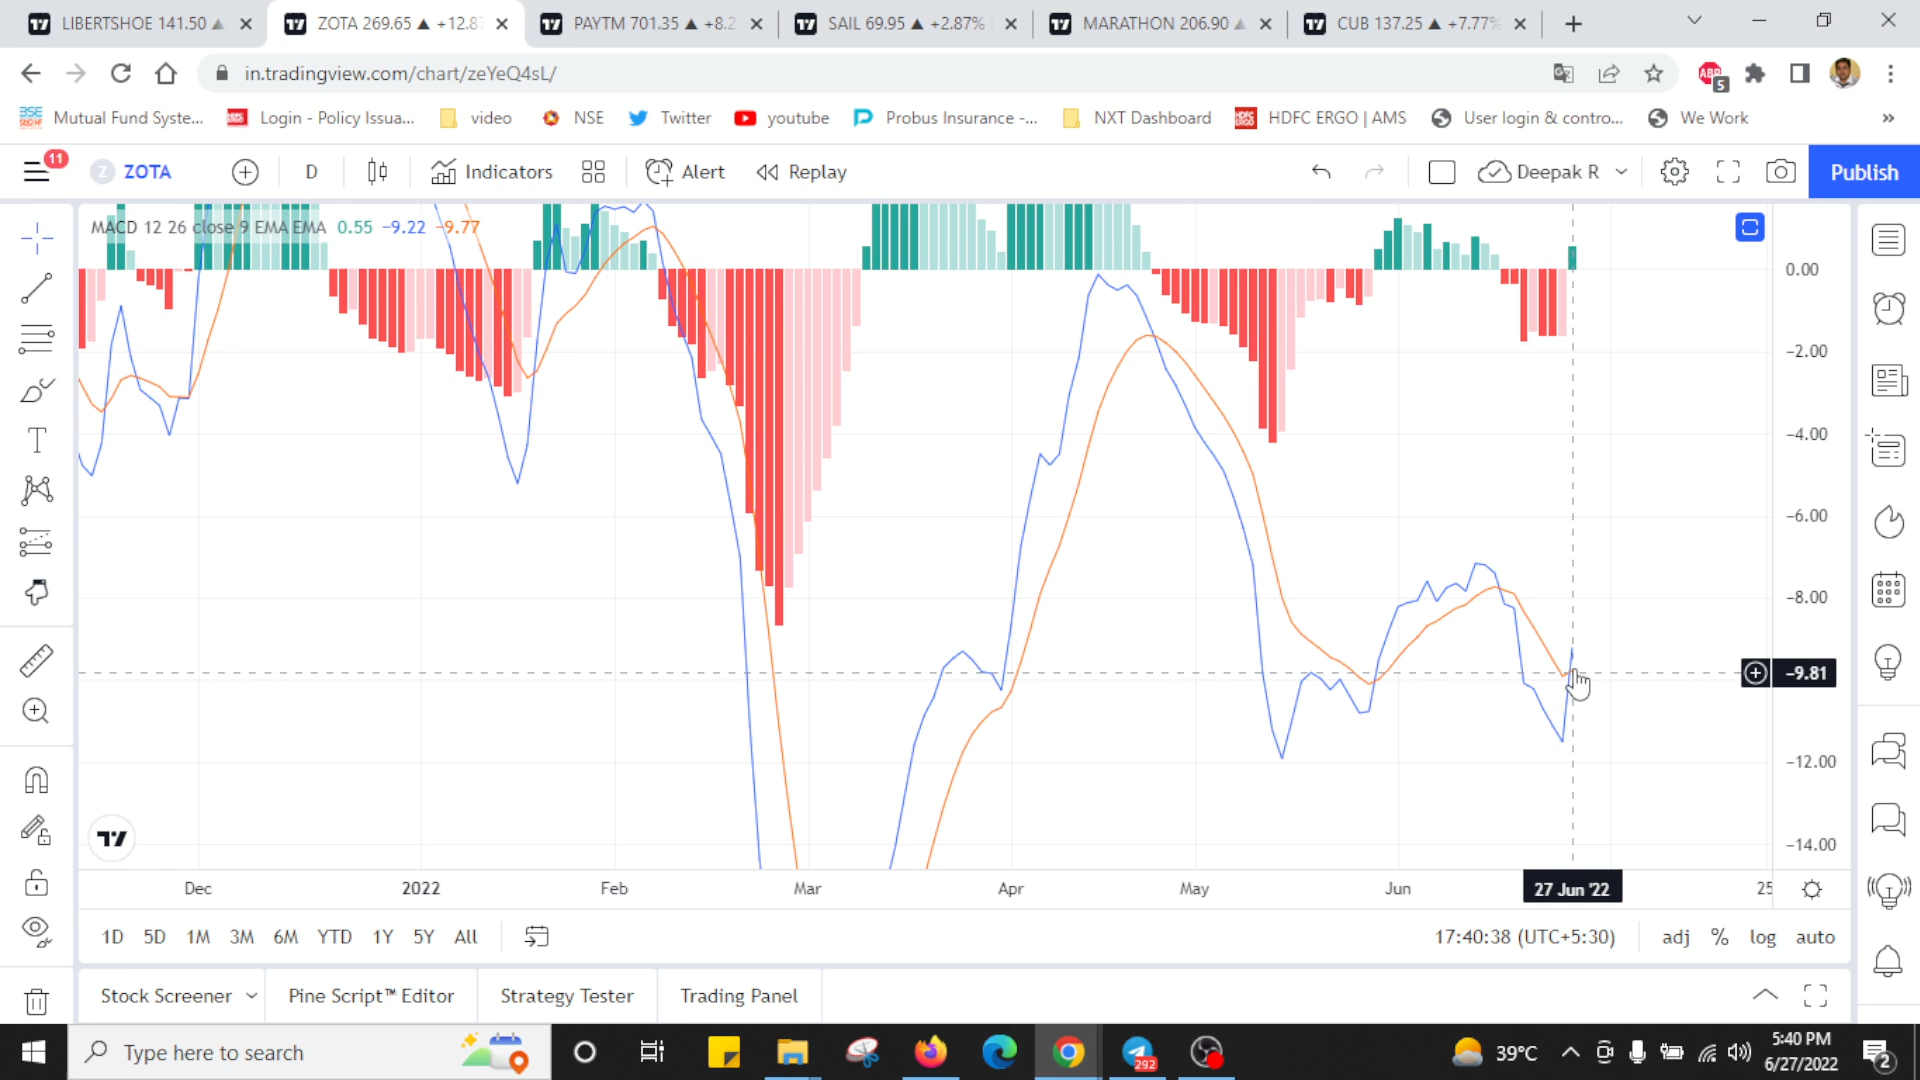 LIBERTSHOE 141.50 ▲
ZOTA 269.65 ▲ +12.87
PAYTM 701.35 ▲ +8.2
SAIL 69.95 ▲ +2.87%
MARATHON 206.90 ▲
CUB 137.25 ▲ +7.77%
in.tradingview.com/chart/zeYeQ4sL/
ABP 5
Mutual Fund Syste...
Login - Policy Issua...
video
NSE
Twitter
youtube
Probus Insurance -...
NXT Dashboard
HDFC ERGO | AMS
User login & contro...
We Work
»
11
Z ZOTA
D
Indicators
Alert
Replay
Deepak R
Publish
MACD 12 26 close 9 EMA EMA 0.55 −9.22 −9.77
0.00
−2.00
−4.00
−6.00
−8.00
−9.81
−12.00
−14.00
Dec 2022 Feb Mar Apr May Jun 27 Jun '22 25
1D 5D 1M 3M 6M YTD 1Y 5Y All
17:40:38 (UTC+5:30)
adj % log auto
Stock Screener
Pine Script™ Editor
Strategy Tester
Trading Panel
Type here to search
292
39°C
5:40 PM
6/27/2022
2